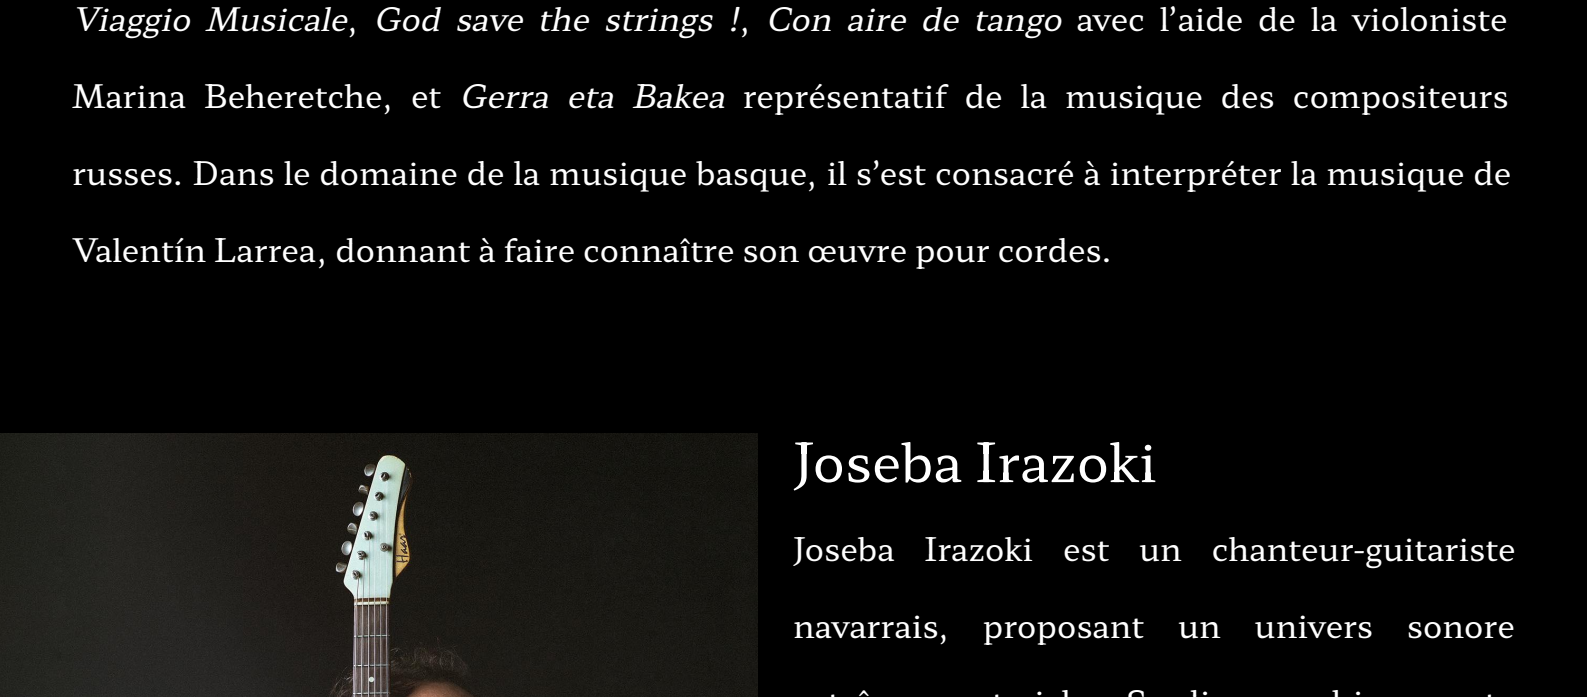 Viaggio Musicale, God save the strings !, Con aire de tango avec l’aide de la violoniste
Marina Beheretche, et Gerra eta Bakea représentatif de la musique des compositeurs
russes. Dans le domaine de la musique basque, il s’est consacré à interpréter la musique de
Valentín Larrea, donnant à faire connaître son œuvre pour cordes.
Haar
Joseba Irazoki
Joseba Irazoki est un chanteur-guitariste
navarrais, proposant un univers sonore